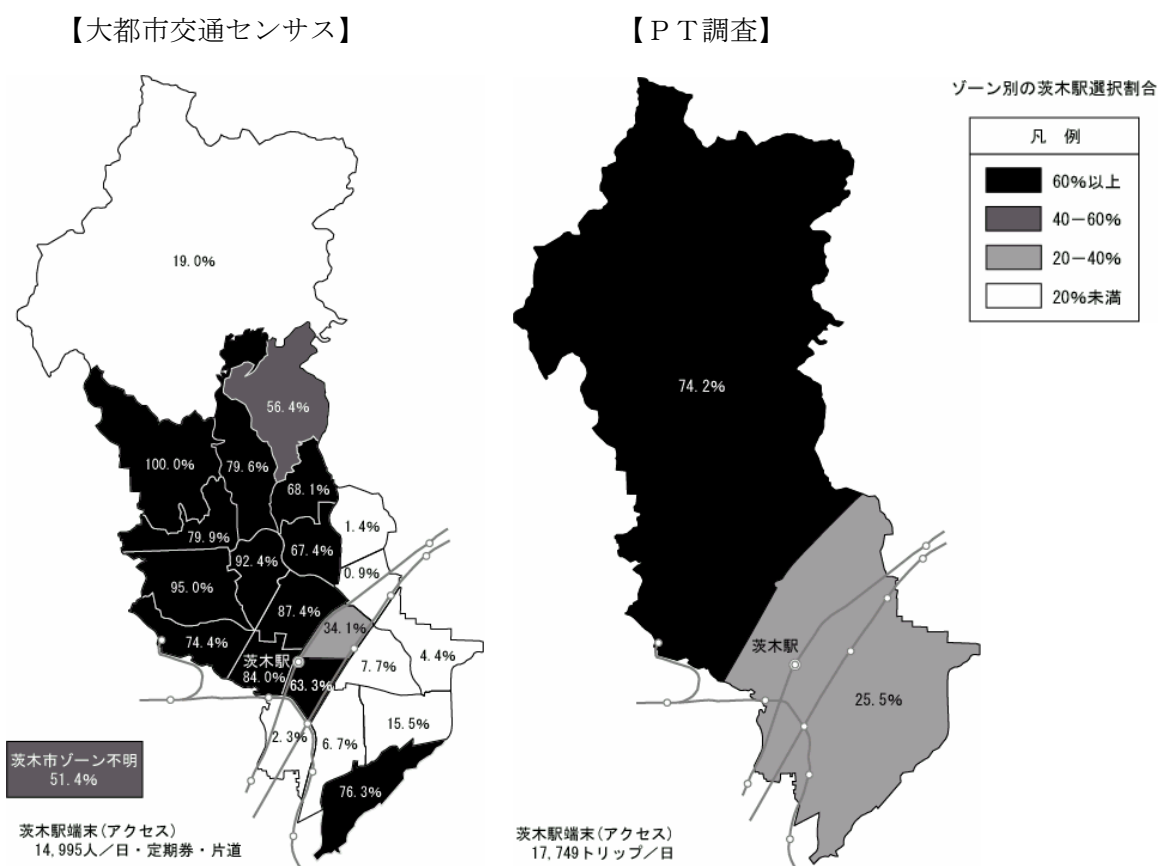 【大都市交通センサス】
【ＰＴ調査】
ゾーン別の茨木駅選択割合
凡 例
60%以上
40－60%
20－40%
20%未満
19.0%
56.4%
100.0%
79.6%
68.1%
1.4%
79.9%
92.4%
67.4%
0.9%
95.0%
87.4%
34.1%
74.4%
茨木駅
84.0%
63.3%
7.7%
4.4%
2.3%
6.7%
15.5%
76.3%
茨木市ゾーン不明
51.4%
茨木駅端末(アクセス)
14,995人／日・定期券・片道
74.2%
茨木駅
25.5%
茨木駅端末(アクセス)
17,749トリップ／日